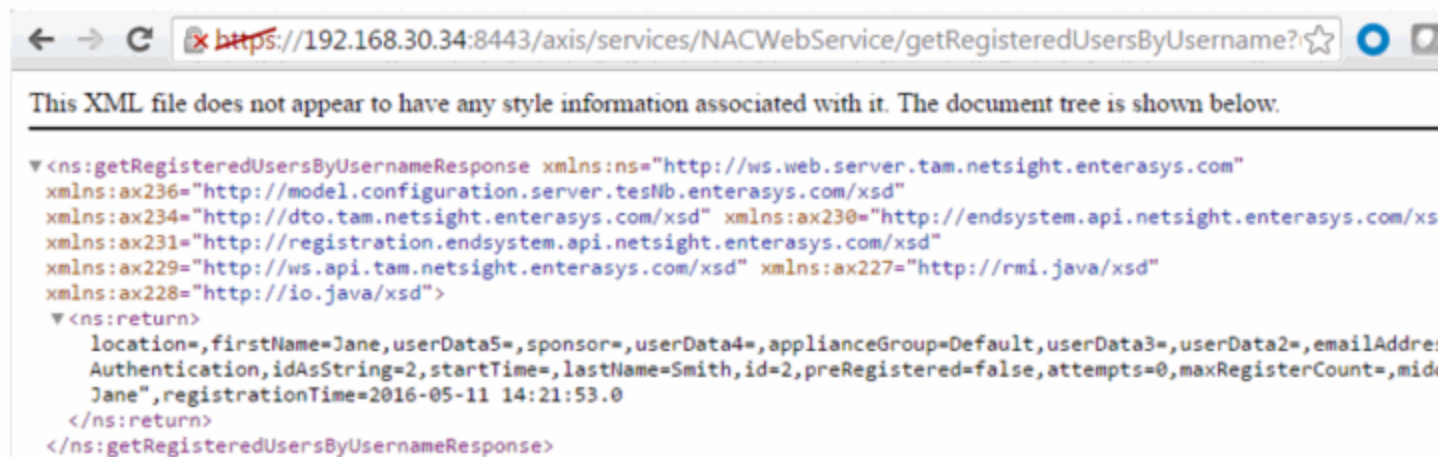 https://192.168.30.34:8443/axis/services/NACWebService/getRegisteredUsersByUsername?
This XML file does not appear to have any style information associated with it. The document tree is shown below.
▼<ns:getRegisteredUsersByUsernameResponse xmlns:ns="http://ws.web.server.tam.netsight.enterasys.com"
xmlns:ax236="http://model.configuration.server.tesNb.enterasys.com/xsd"
xmlns:ax234="http://dto.tam.netsight.enterasys.com/xsd" xmlns:ax230="http://endsystem.api.netsight.enterasys.com/xs
xmlns:ax231="http://registration.endsystem.api.netsight.enterasys.com/xsd"
xmlns:ax229="http://ws.api.tam.netsight.enterasys.com/xsd" xmlns:ax227="http://rmi.java/xsd"
xmlns:ax228="http://io.java/xsd">
▼<ns:return>
location=,firstName=Jane,userData5=,sponsor=,userData4=,applianceGroup=Default,userData3=,userData2=,emailAddres
Authentication,idAsString=2,startTime=,lastName=Smith,id=2,preRegistered=false,attempts=0,maxRegisterCount=,midd
Jane",registrationTime=2016-05-11 14:21:53.0
</ns:return>
</ns:getRegisteredUsersByUsernameResponse>